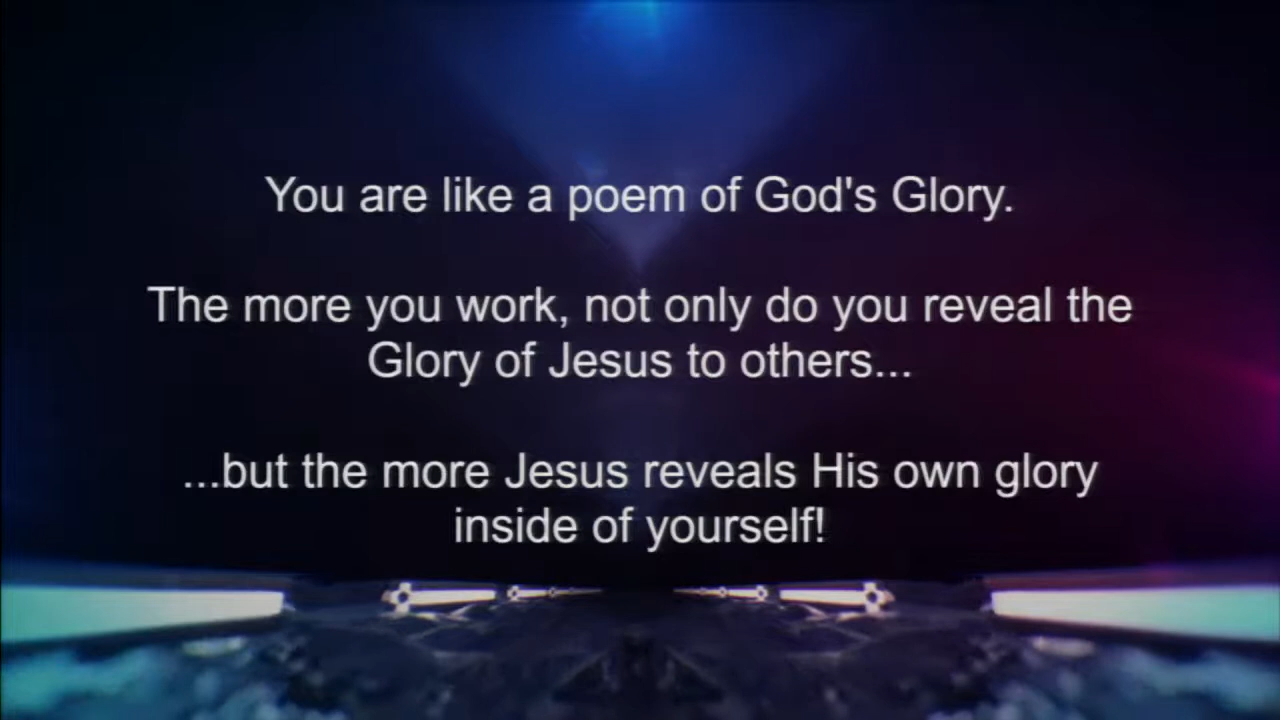 You are like a poem of God's Glory.
The more you work, not only do you reveal the
Glory of Jesus to others...
...but the more Jesus reveals His own glory
inside of yourself!